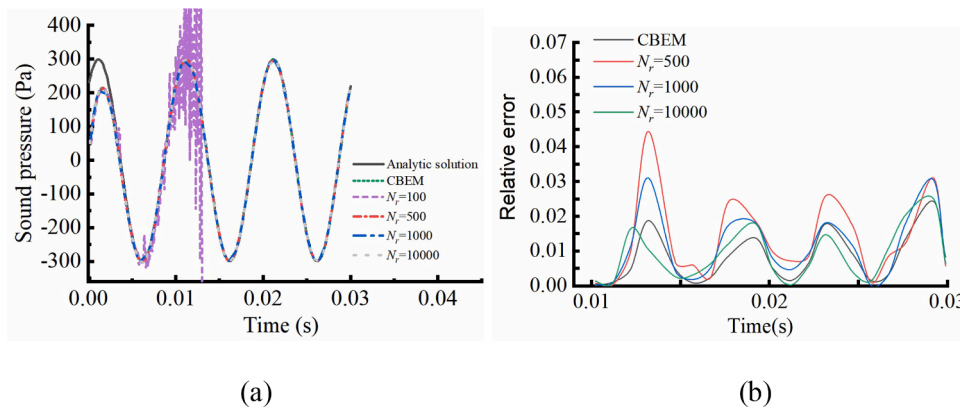 400
300
200
100
0
-100
-200
-300
Sound pressure (Pa)
Analytic solution
CBEM
Nr=100
Nr=500
Nr=1000
Nr=10000
0.00
0.01
0.02
0.03
0.04
Time (s)
(a)
0.07
0.06
0.05
0.04
0.03
0.02
0.01
0.00
Relative error
CBEM
Nr=500
Nr=1000
Nr=10000
0.01
0.02
0.03
Time(s)
(b)